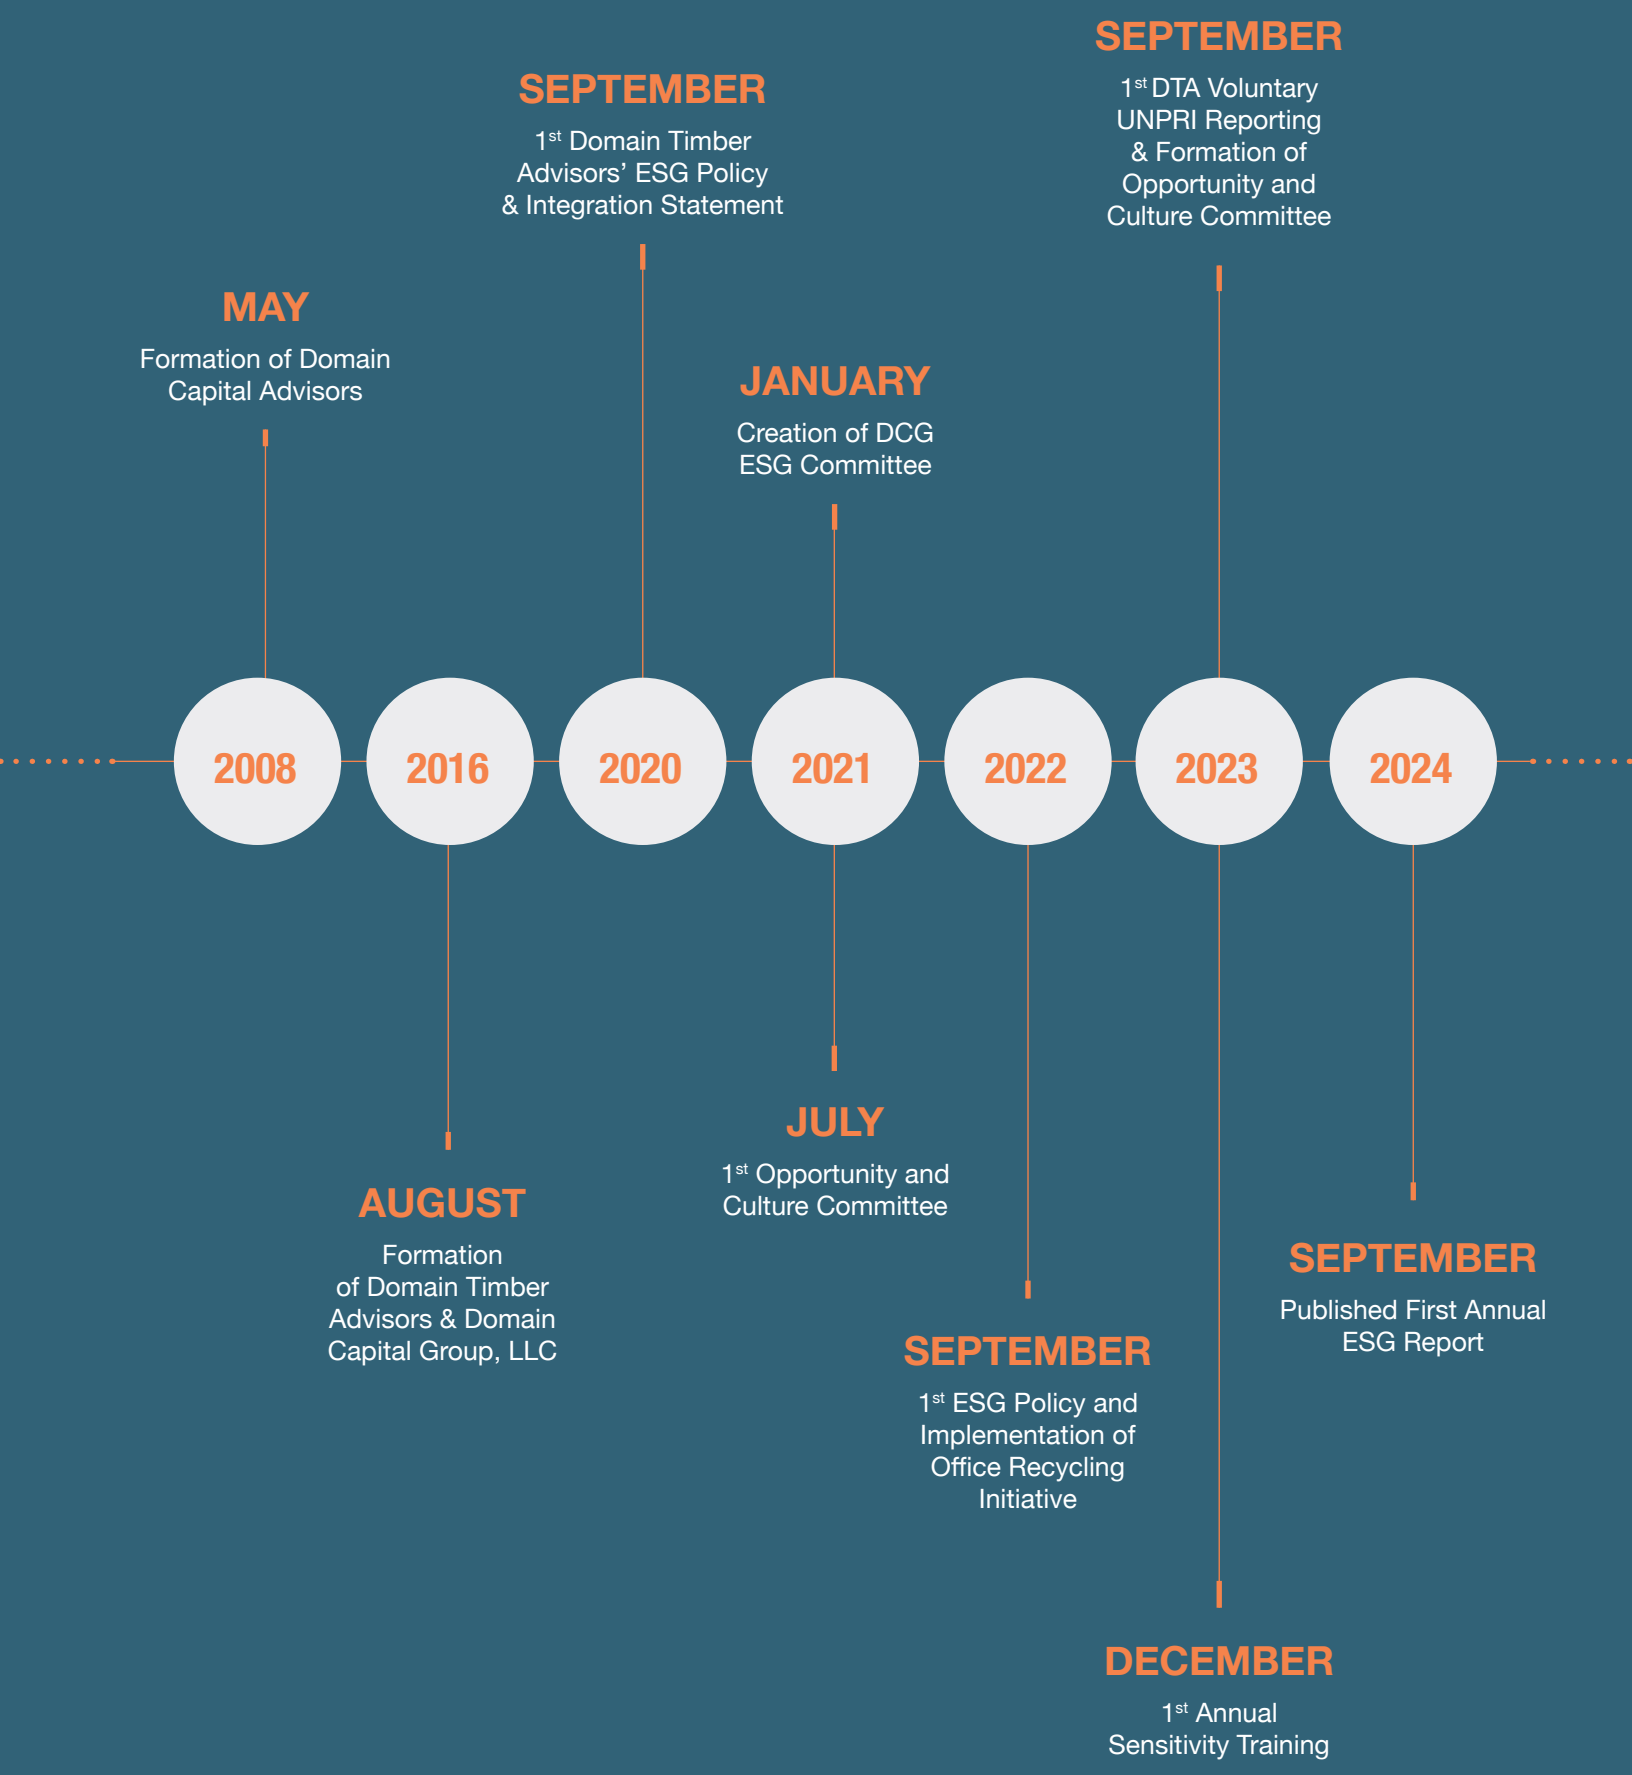 SEPTEMBER
1st DTA Voluntary
UNPRI Reporting
& Formation of
Opportunity and
Culture Committee
SEPTEMBER
1st Domain Timber
Advisors’ ESG Policy
& Integration Statement
MAY
Formation of Domain
Capital Advisors
JANUARY
Creation of DCG
ESG Committee
2008
2016
2020
2021
2022
2023
2024
JULY
1st Opportunity and
Culture Committee
AUGUST
Formation
of Domain Timber
Advisors & Domain
Capital Group, LLC
SEPTEMBER
Published First Annual
ESG Report
SEPTEMBER
1st ESG Policy and
Implementation of
Office Recycling
Initiative
DECEMBER
1st Annual
Sensitivity Training